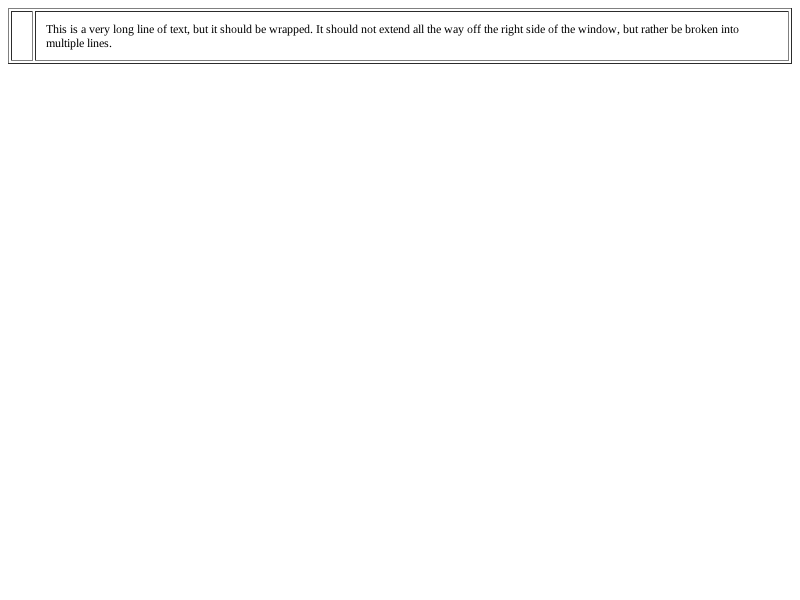 This is a very long line of text, but it should be wrapped. It should not extend all the way off the right side of the window, but rather be broken into
multiple lines.